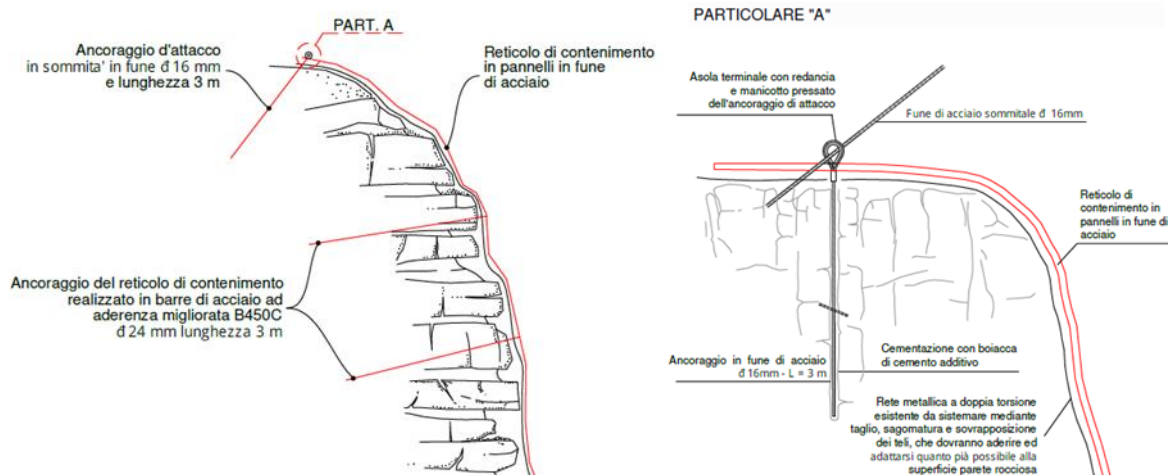 PART. A
Ancoraggio d'attacco
in sommita' in fune đ 16 mm
e lunghezza 3 m
Reticolo di contenimento
in pannelli in fune
di acciaio
Ancoraggio del reticolo di contenimento
realizzato in barre di acciaio ad
aderenza migliorata B450C
đ 24 mm lunghezza 3 m
PARTICOLARE "A"
Asola terminale con redancia
e manicotto pressato
dell'ancoraggio di attacco
Fune di acciaio sommitale đ 16mm
Reticolo di
contenimento in
pannelli in fune di
acciaio
Ancoraggio in fune di acciaio
đ 16mm - L = 3 m
Cementazione con boiacca
di cemento additivo
Rete metallica a doppia torsione
esistente da sistemare mediante
taglio, sagomatura e sovrapposizione
dei teli, che dovranno aderire ed
adattarsi quanto pià possibile alla
superficie parete rocciosa